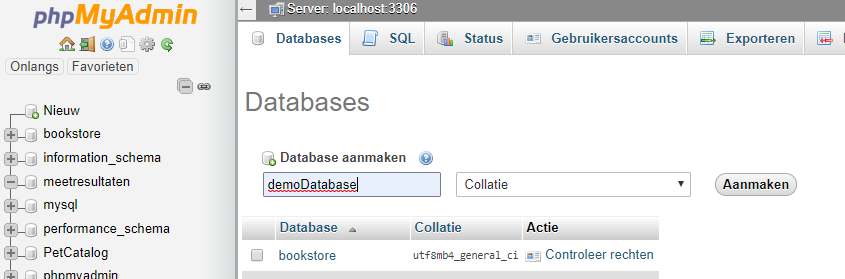 phpMyAdmin
Onlangs Favorieten
Nieuw
bookstore
information_schema
meetresultaten
mysql
performance_schema
PetCatalog
phpmyadmin
Server: localhost:3306
Databases SQL Status Gebruikersaccounts Exporteren
Databases
Database aanmaken
demoDatabase Collatie Aanmaken
Database Collatie Actie
bookstore utf8mb4_general_ci Controleer rechten